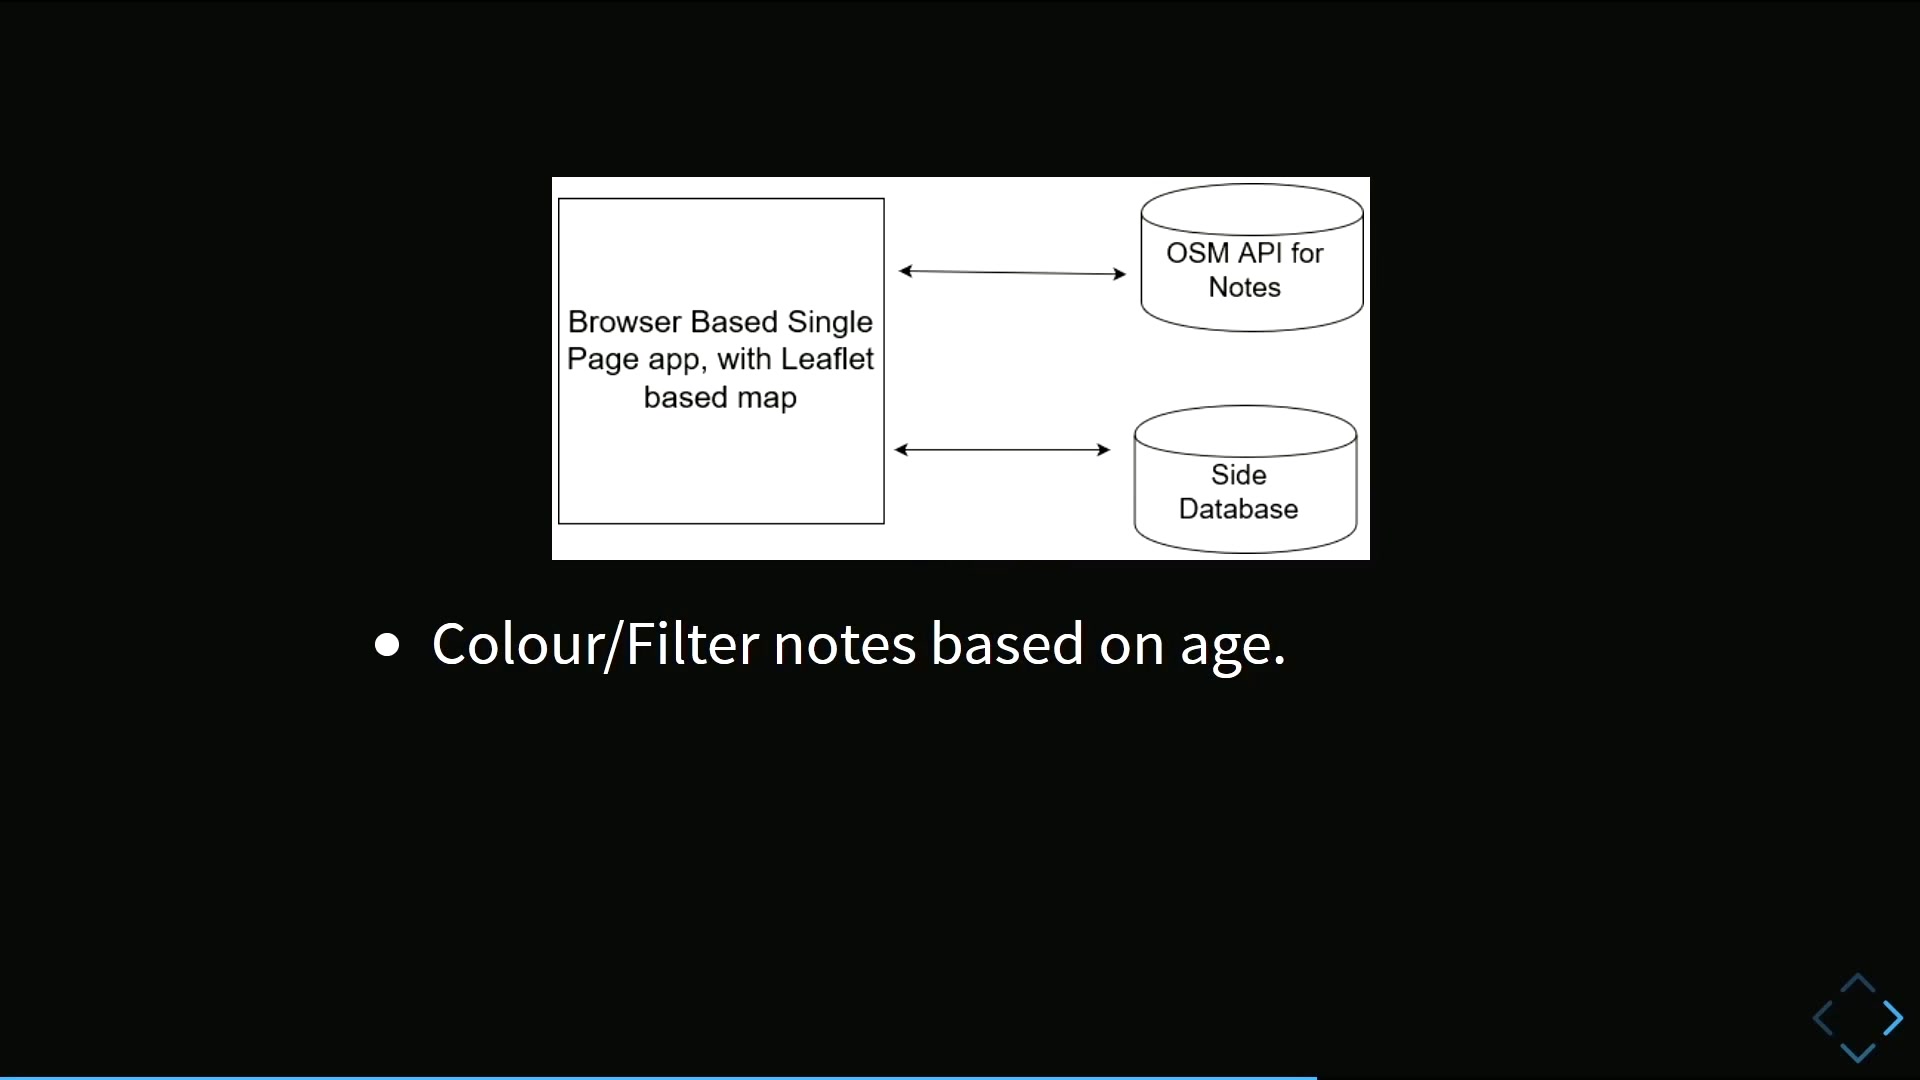 Browser Based Single
Page app, with Leaflet
based map
OSM API for
Notes
Side
Database
Colour/Filter notes based on age.